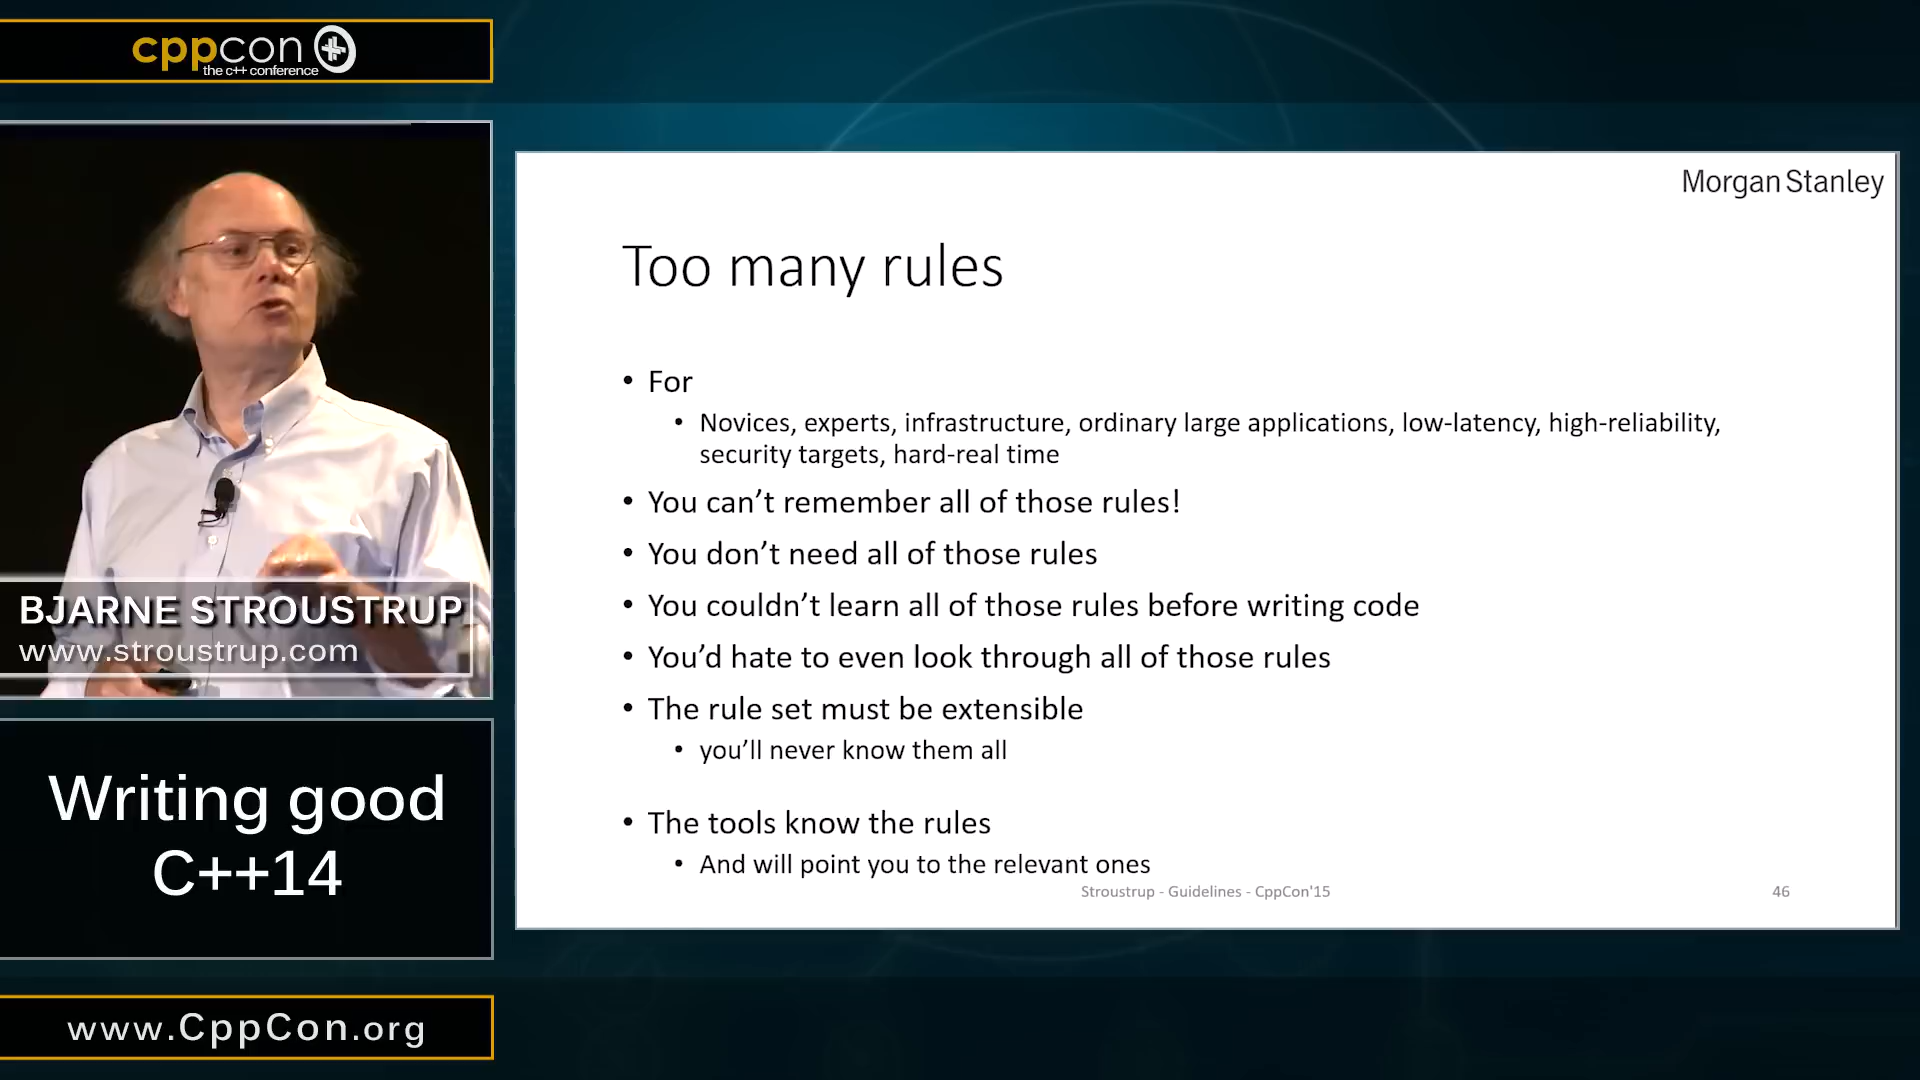 cppcon
the c++ conference
BJARNE STROUSTRUP
www.stroustrup.com
Writing good
C++14
www.CppCon.org
Morgan Stanley
Too many rules
• For
• Novices, experts, infrastructure, ordinary large applications, low-latency, high-reliability,
security targets, hard-real time
• You can’t remember all of those rules!
• You don’t need all of those rules
• You couldn’t learn all of those rules before writing code
• You’d hate to even look through all of those rules
• The rule set must be extensible
• you’ll never know them all
• The tools know the rules
• And will point you to the relevant ones
Stroustrup - Guidelines - CppCon'15
46